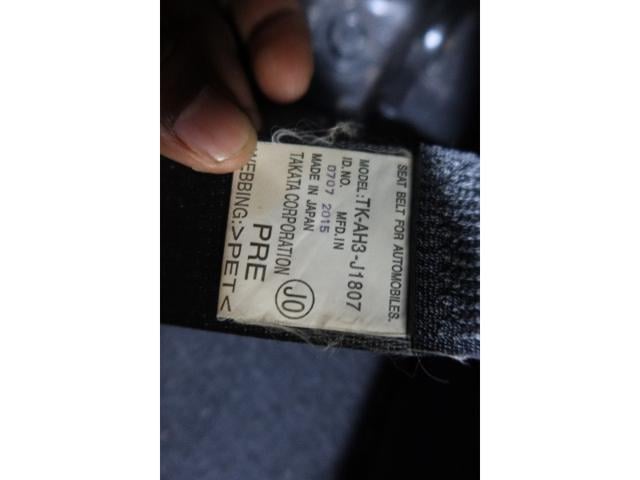 SEAT BELT FOR AUTOMOBILES.
MODEL:TK-AH3-J1807
ID.NO. MFD.IN
0707 2015
MADE IN JAPAN
TAKATA CORPORATION JO
PRE
WEBBING:>PET<